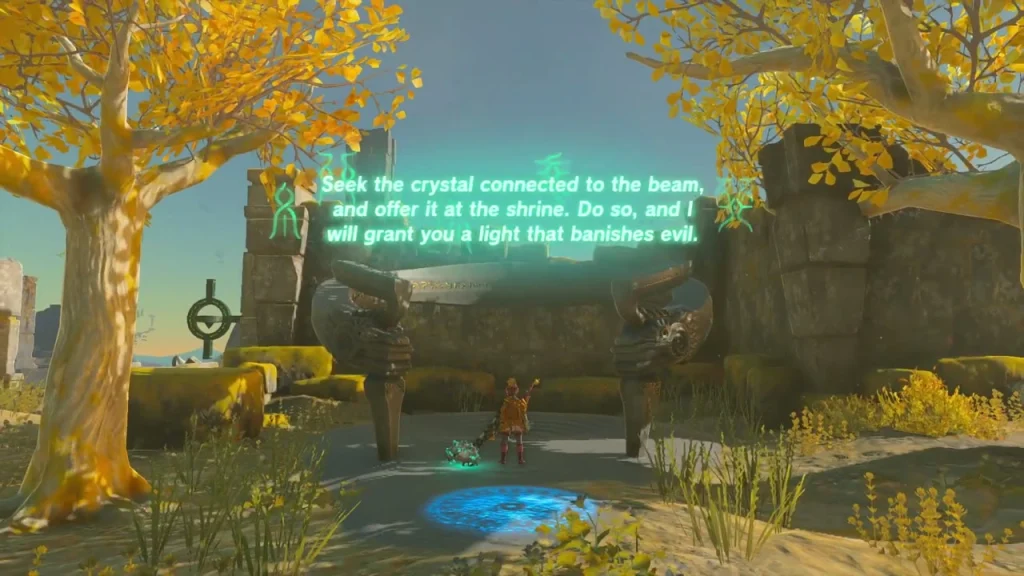 Seek the crystal connected to the beam,
and offer it at the shrine. Do so, and I
will grant you a light that banishes evil.